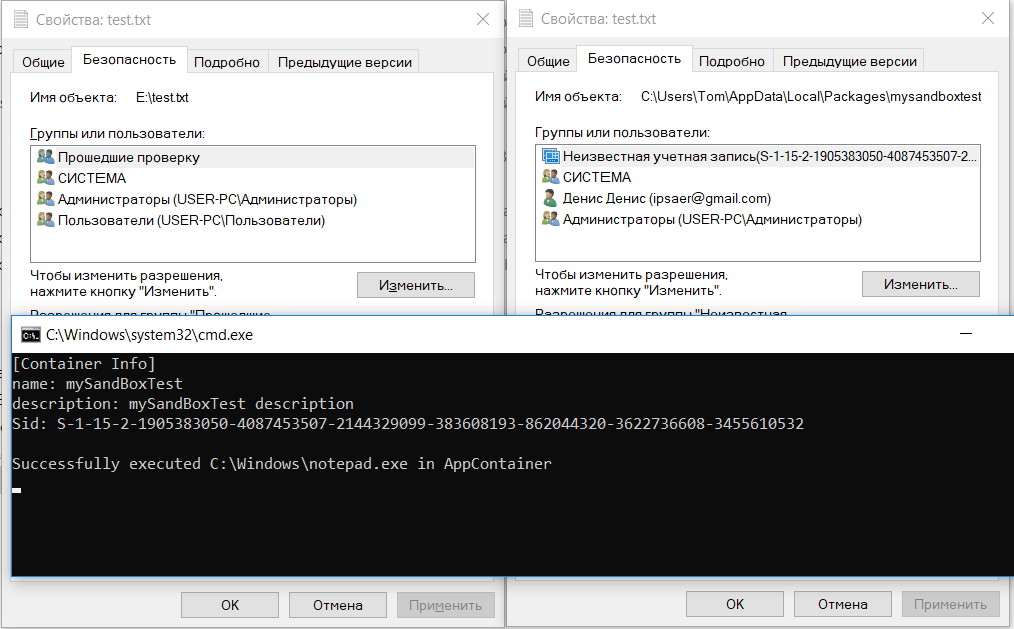 Свойства: test.txt
Общие
Безопасность
Подробно
Предыдущие версии
Имя объекта: E:\test.txt
Группы или пользователи:
Прошедшие проверку
СИСТЕМА
Администраторы (USER-PC\Администраторы)
Пользователи (USER-PC\Пользователи)
Чтобы изменить разрешения,
нажмите кнопку "Изменить".
Изменить...
Разрешения для группы "Прошедшие
Свойства: test.txt
Общие
Безопасность
Подробно
Предыдущие версии
Имя объекта: C:\Users\Tom\AppData\Local\Packages\mysandboxtest
Группы или пользователи:
Неизвестная учетная запись(S-1-15-2-1905383050-4087453507-2...
СИСТЕМА
Денис Денис (ipsaer@gmail.com)
Администраторы (USER-PC\Администраторы)
Чтобы изменить разрешения,
нажмите кнопку "Изменить".
Изменить...
Разрешения для группы "Неизвестная
C:\Windows\system32\cmd.exe
[Container Info]
name: mySandBoxTest
description: mySandBoxTest description
Sid: S-1-15-2-1905383050-4087453507-2144329099-383608193-862044320-3622736608-3455610532
Successfully executed C:\Windows\notepad.exe in AppContainer
OK
Отмена
Применить
OK
Отмена
Применить